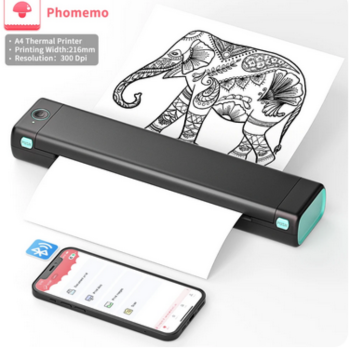 Phomemo
• A4 Thermal Printer
• Printing Width:216mm
• Resolution: 300 Dpi